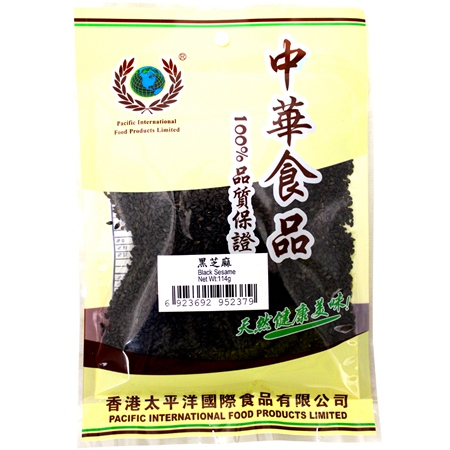 ®
Pacific International
Food Products Limited
中華食品
100%品質保證
黑芝麻
Black Sesame
Net Wt:114g
6 923692 952379
天然健康美味!
香港太平洋國際食品有限公司
PACIFIC INTERNATIONAL FOOD PRODUCTS LIMITED